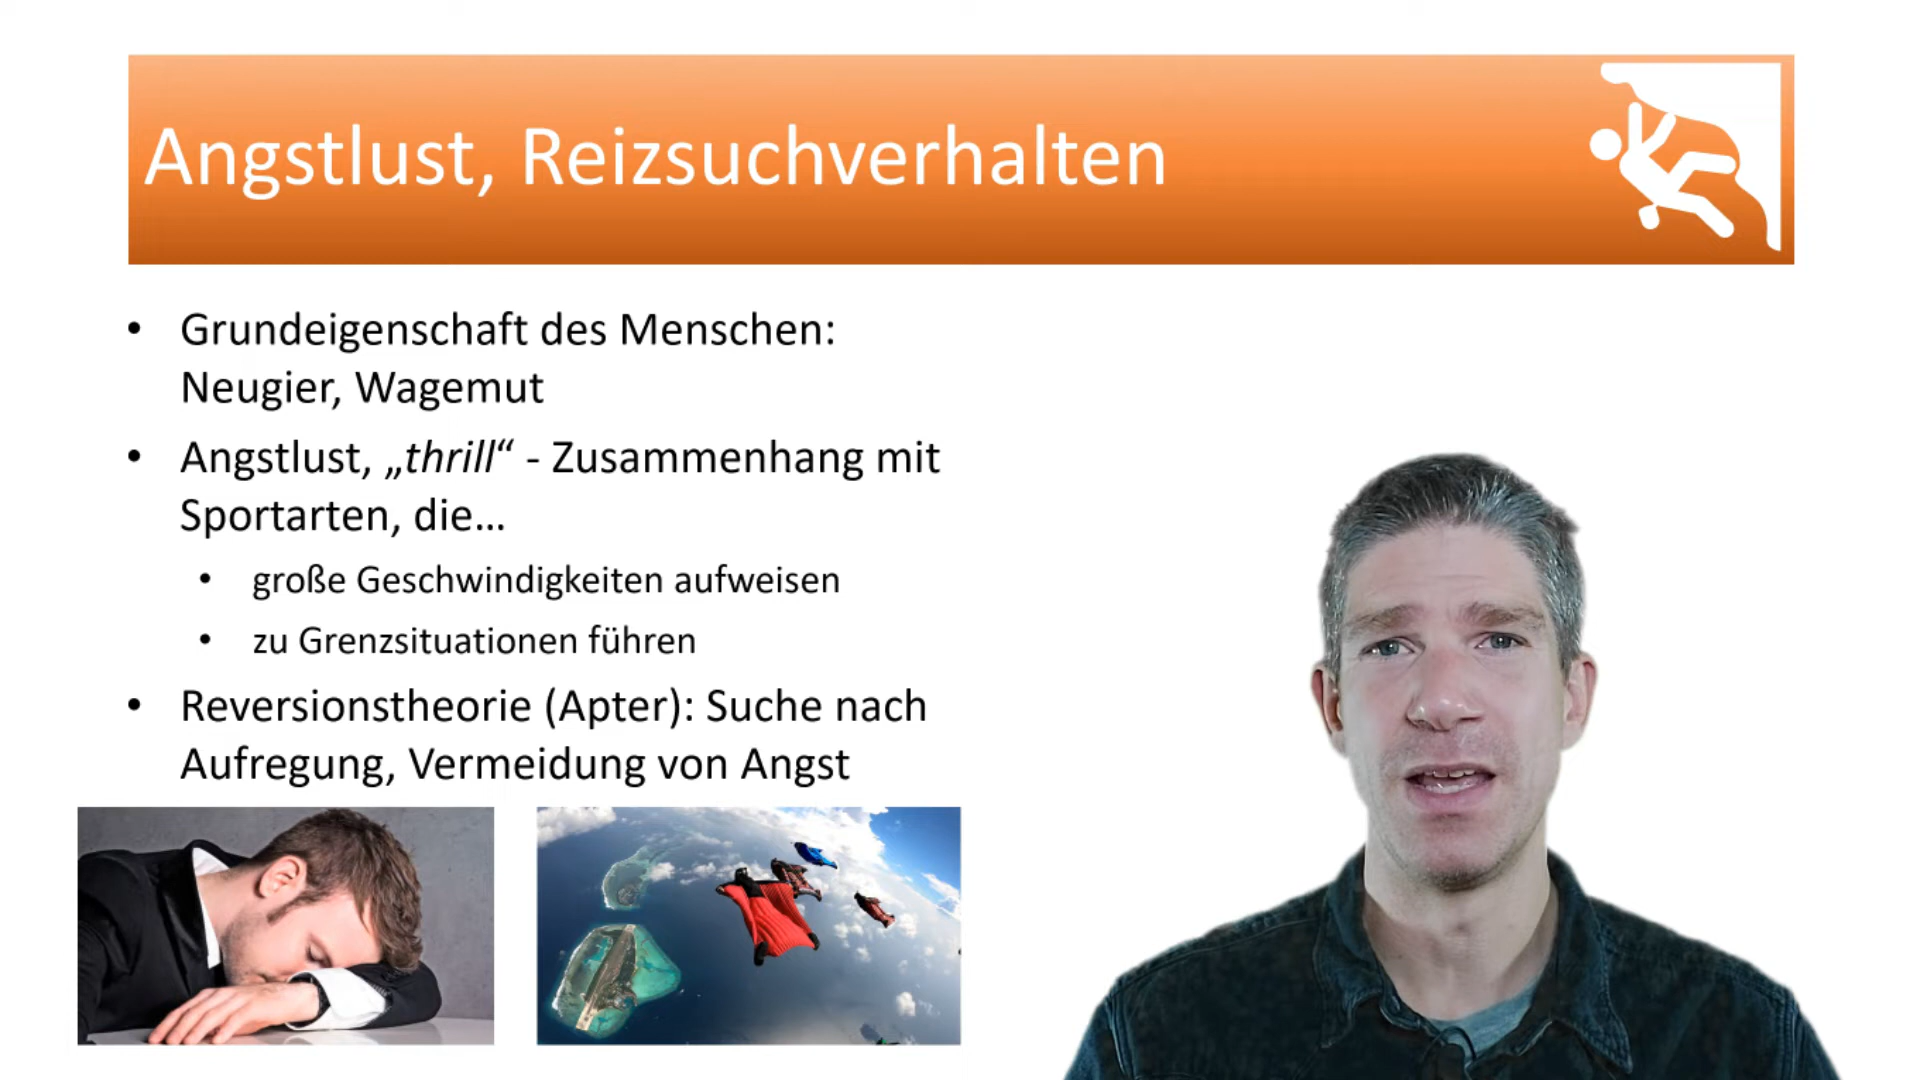 Angstlust, Reizsuchverhalten
• Grundeigenschaft des Menschen:
Neugier, Wagemut
• Angstlust, „thrill“ - Zusammenhang mit
Sportarten, die...
• große Geschwindigkeiten aufweisen
• zu Grenzsituationen führen
• Reversionstheorie (Apter): Suche nach
Aufregung, Vermeidung von Angst